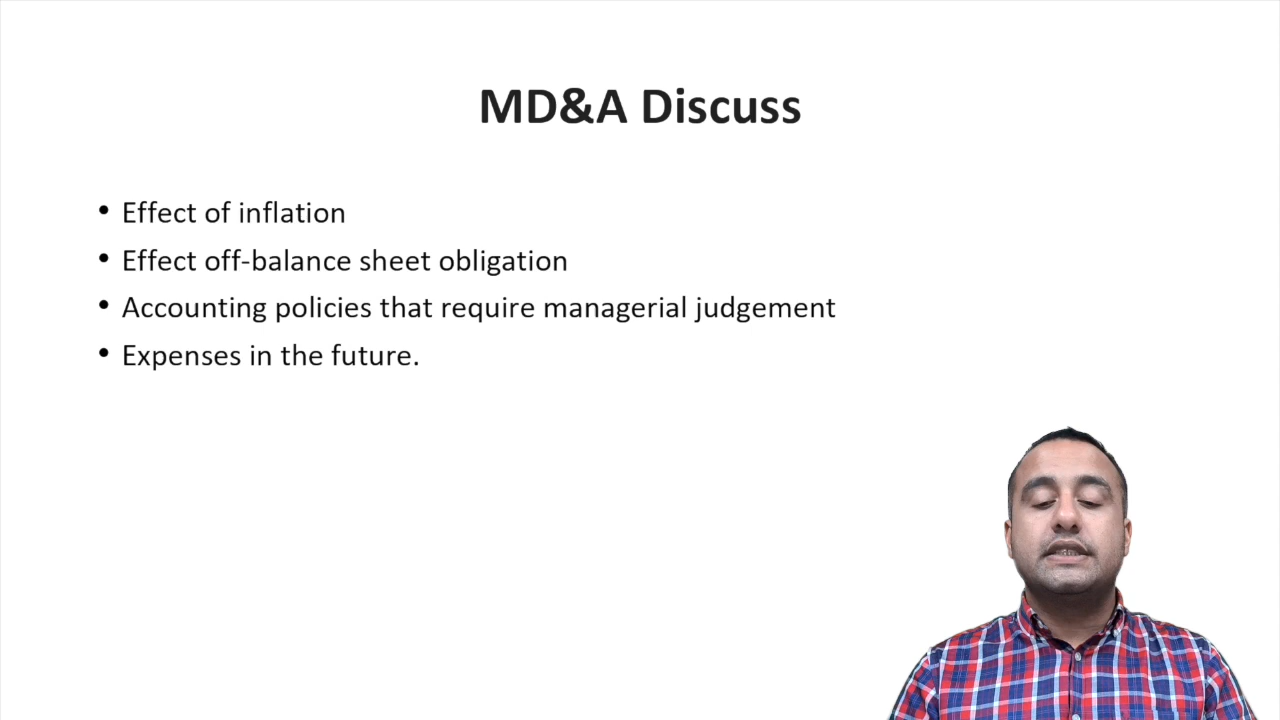 MD&A Discuss
• Effect of inflation
• Effect off-balance sheet obligation
• Accounting policies that require managerial judgement
• Expenses in the future.